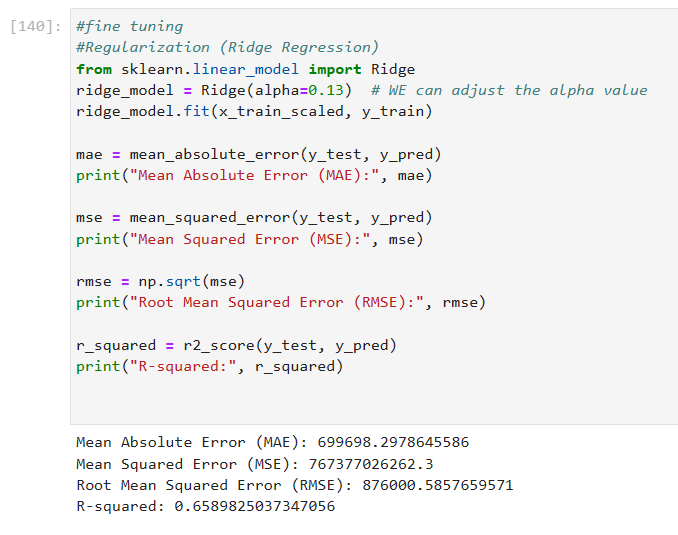 [140]: #fine tuning
#Regularization (Ridge Regression)
from sklearn.linear_model import Ridge
ridge_model = Ridge(alpha=0.13)  # WE can adjust the alpha value
ridge_model.fit(x_train_scaled, y_train)

mae = mean_absolute_error(y_test, y_pred)
print("Mean Absolute Error (MAE):", mae)

mse = mean_squared_error(y_test, y_pred)
print("Mean Squared Error (MSE):", mse)

rmse = np.sqrt(mse)
print("Root Mean Squared Error (RMSE):", rmse)

r_squared = r2_score(y_test, y_pred)
print("R-squared:", r_squared)

Mean Absolute Error (MAE): 699698.2978645586
Mean Squared Error (MSE): 767377026262.3
Root Mean Squared Error (RMSE): 876000.5857659571
R-squared: 0.6589825037347056